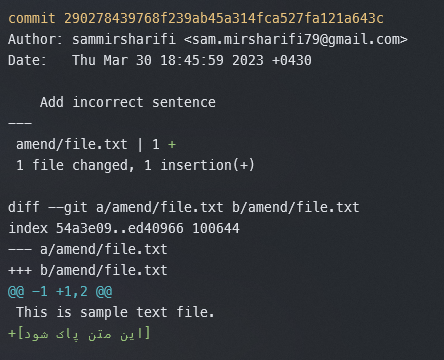 commit 290278439768f239ab45a314fca527fa121a643c
Author: sammirsharifi <sam.mirsharifi79@gmail.com>
Date:   Thu Mar 30 18:45:59 2023 +0430

    Add incorrect sentence
---
 amend/file.txt | 1 +
 1 file changed, 1 insertion(+)

diff --git a/amend/file.txt b/amend/file.txt
index 54a3e09..ed40966 100644
--- a/amend/file.txt
+++ b/amend/file.txt
@@ -1 +1,2 @@
 This is sample text file.
+[این متن پاک شود]